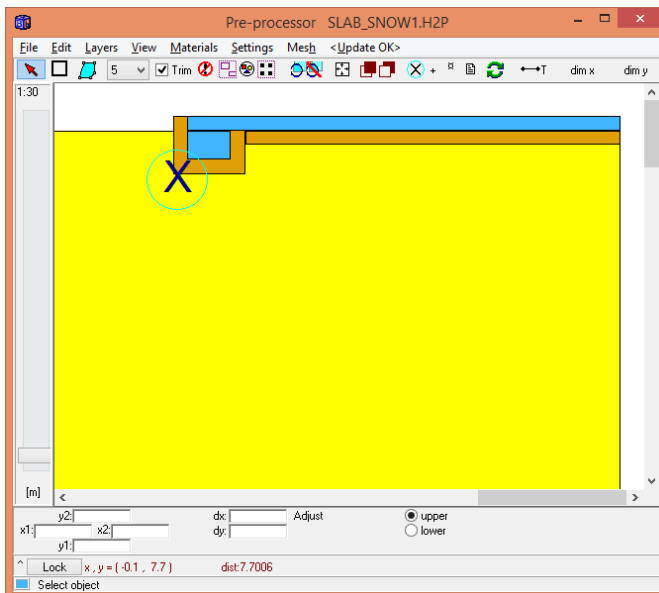 Pre-processor SLAB_SNOW1.H2P
File Edit Layers View Materials Settings Mesh <Update OK>
5 Trim T dim x dim y
1:30
X
[m]
y2: dx: Adjust upper
x1: x2: dy: lower
y1:
^ Lock x , y = ( -0.1 , 7.7 ) dist:7.7006
Select object